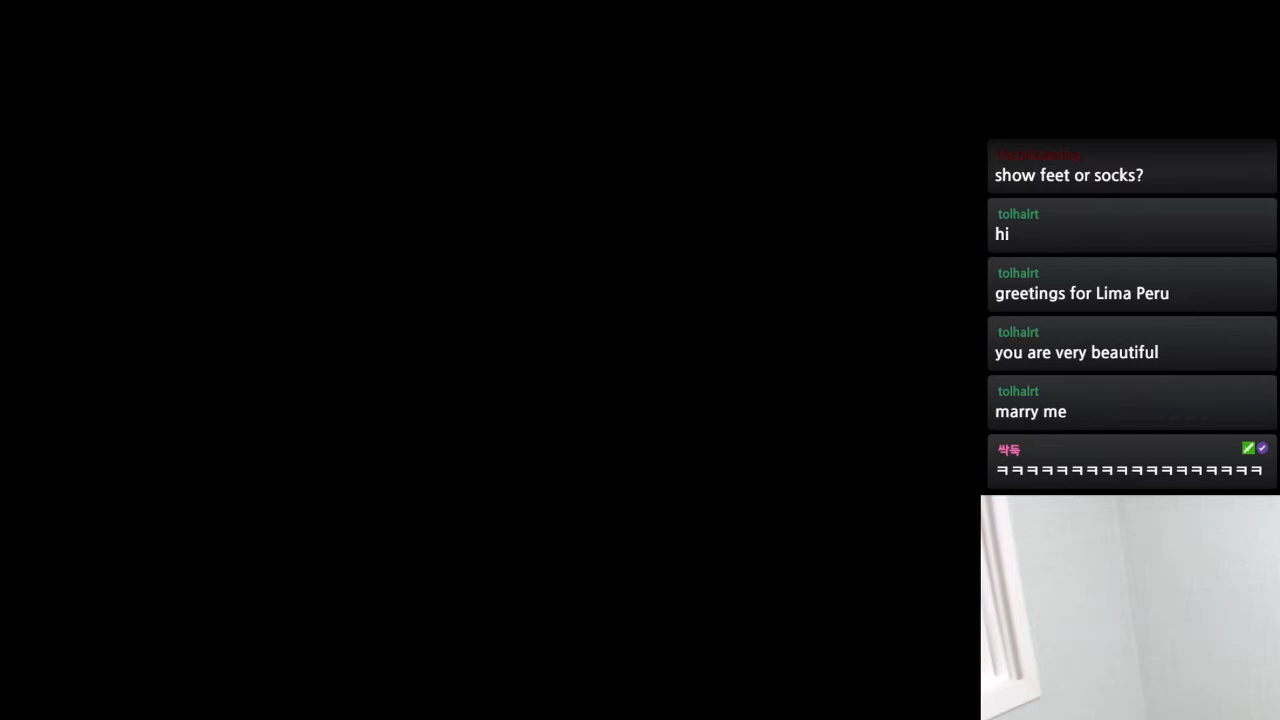 show feet or socks?
tolhalrt
hi
tolhalrt
greetings for Lima Peru
tolhalrt
you are very beautiful
tolhalrt
marry me
싹둑
ㅋㅋㅋㅋㅋㅋㅋㅋㅋㅋㅋㅋㅋㅋㅋㅋㅋㅋ